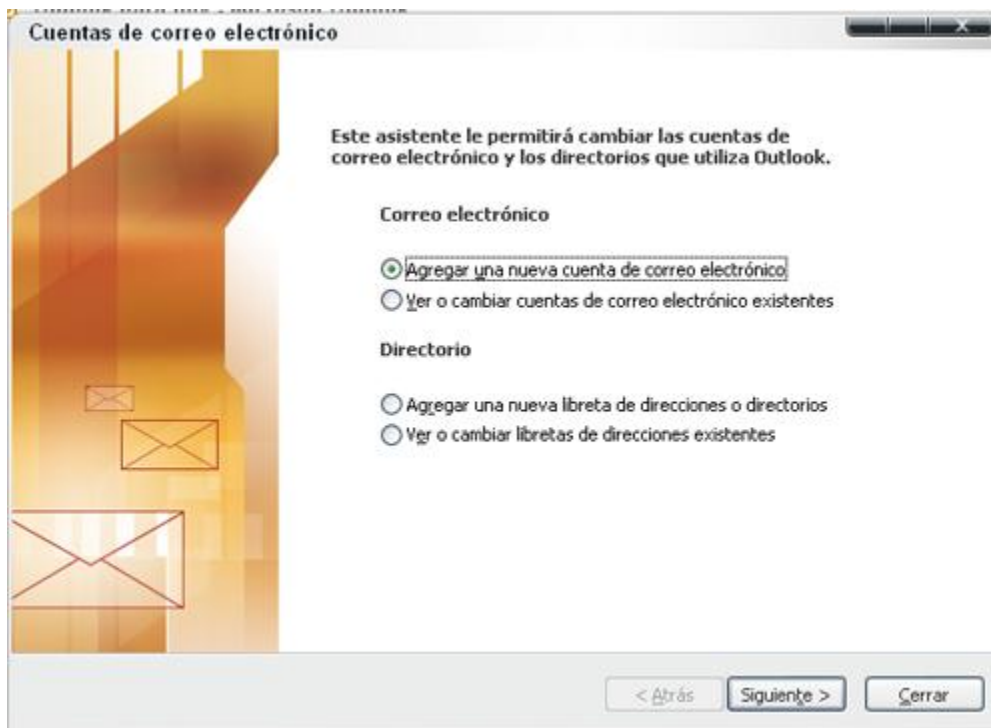 Cuentas de correo electrónico
Este asistente le permitirá cambiar las cuentas de
correo electrónico y los directorios que utiliza Outlook.
Correo electrónico
Agregar una nueva cuenta de correo electrónico
Ver o cambiar cuentas de correo electrónico existentes
Directorio
Agregar una nueva libreta de direcciones o directorios
Ver o cambiar libretas de direcciones existentes
< Atrás Siguiente > Cerrar